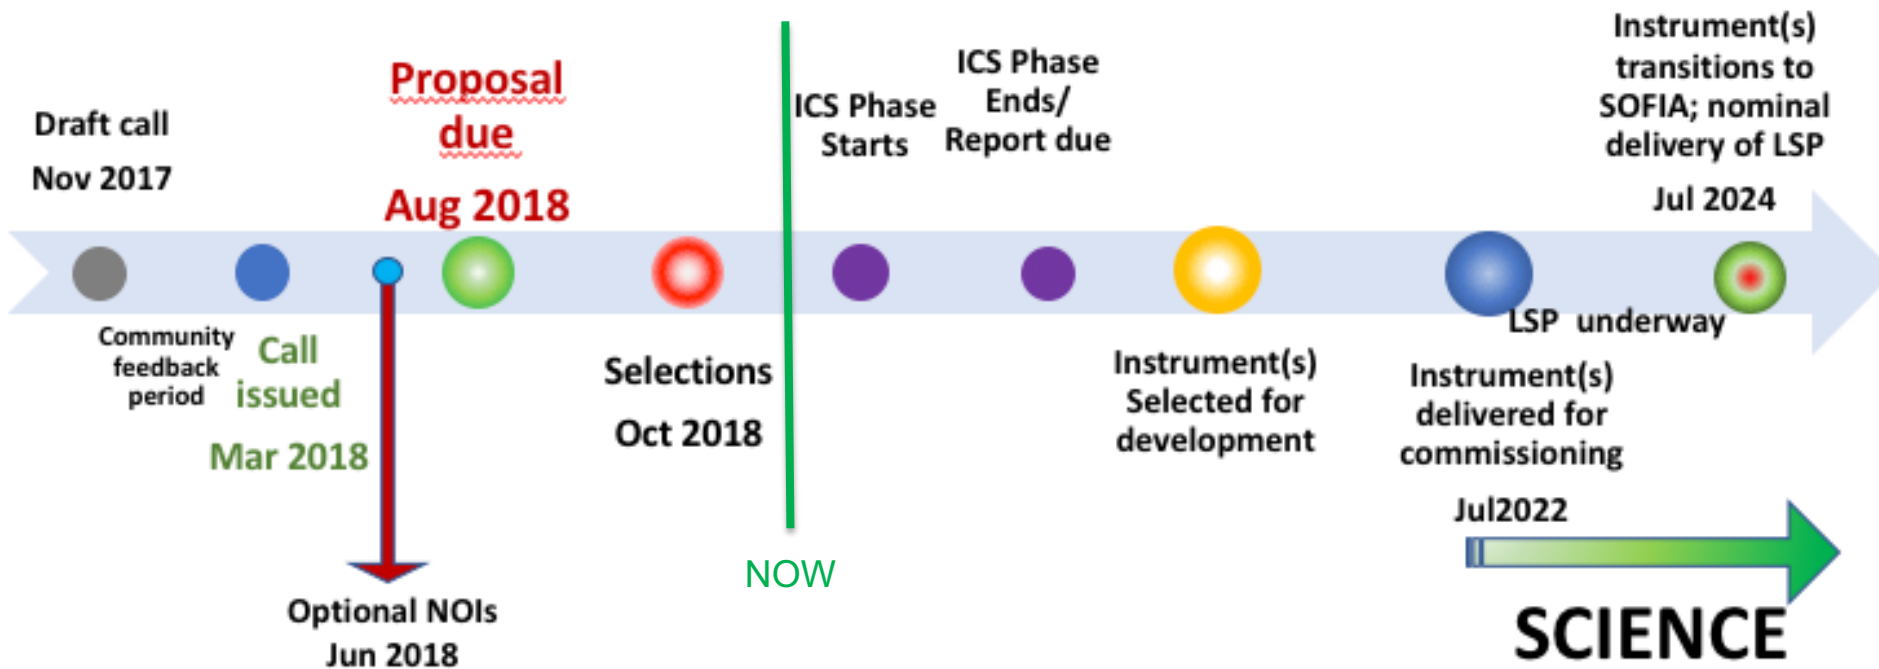 Draft call
Nov 2017
Community
feedback
period
Call
issued
Mar 2018
Optional NOIs
Jun 2018
Proposal
due
Aug 2018
Selections
Oct 2018
NOW
ICS Phase
Starts
ICS Phase
Ends/
Report due
Instrument(s)
Selected for
development
Instrument(s)
delivered for
commissioning
Jul2022
LSP underway
Instrument(s)
transitions to
SOFIA; nominal
delivery of LSP
Jul 2024
SCIENCE